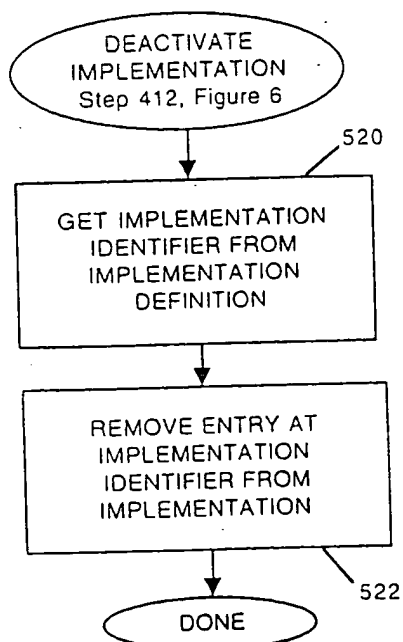 DEACTIVATE
IMPLEMENTATION
Step 412, Figure 6
520
GET IMPLEMENTATION
IDENTIFIER FROM
IMPLEMENTATION
DEFINITION
REMOVE ENTRY AT
IMPLEMENTATION
IDENTIFIER FROM
IMPLEMENTATION
522
DONE